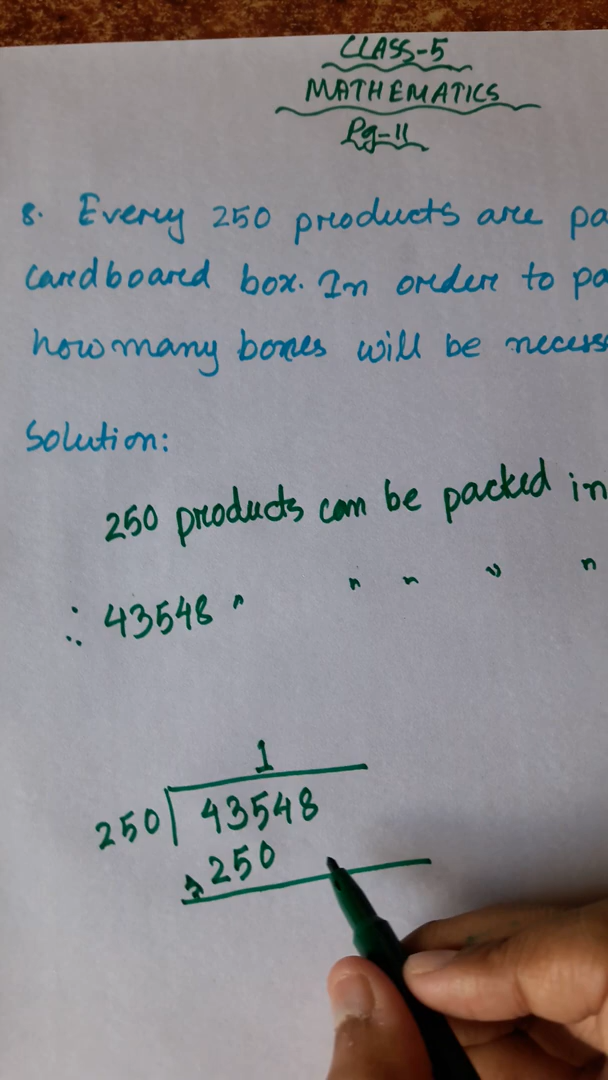 CLASS-5
MATHEMATICS
Pg-11
8. Every 250 products are pa
cardboard box. In order to pa
how many boxes will be necess
Solution:
250 products can be packed in
∴ 43548 " " " " "
1
250 43548
250